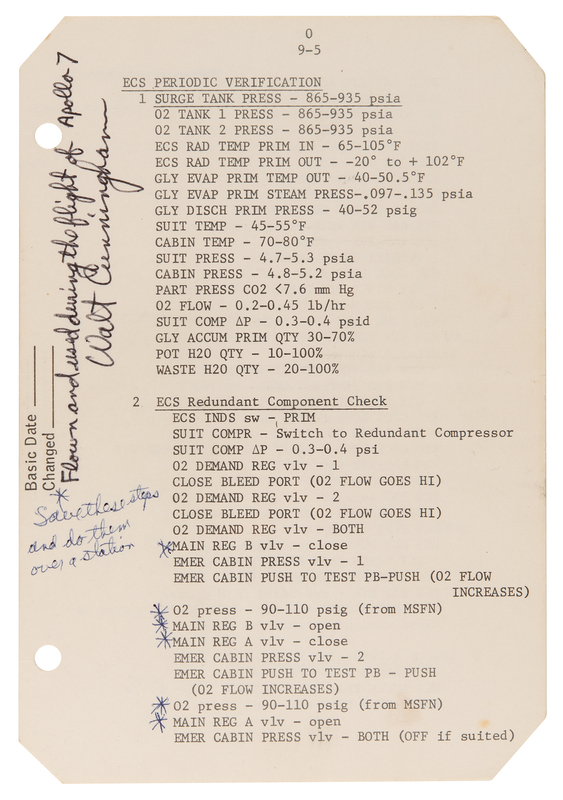 O
9-5
ECS PERIODIC VERIFICATION
1 SURGE TANK PRESS - 865-935 psia
O2 TANK 1 PRESS - 865-935 psia
O2 TANK 2 PRESS - 865-935 psia
ECS RAD TEMP PRIM IN - 65-105°F
ECS RAD TEMP PRIM OUT - -20° to + 102°F
GLY EVAP PRIM TEMP OUT - 40-50.5°F
GLY EVAP PRIM STEAM PRESS-.097-.135 psia
GLY DISCH PRIM PRESS - 40-52 psig
SUIT TEMP - 45-55°F
CABIN TEMP - 70-80°F
SUIT PRESS - 4.7-5.3 psia
CABIN PRESS - 4.8-5.2 psia
PART PRESS CO2 <7.6 mm Hg
O2 FLOW - 0.2-0.45 lb/hr
SUIT COMP ΔP - 0.3-0.4 psid
GLY ACCUM PRIM QTY 30-70%
POT H2O QTY - 10-100%
WASTE H2O QTY - 20-100%
2 ECS Redundant Component Check
ECS INDS sw - PRIM
SUIT COMPR - Switch to Redundant Compressor
SUIT COMP ΔP - 0.3-0.4 psi
O2 DEMAND REG vlv - 1
CLOSE BLEED PORT (O2 FLOW GOES HI)
O2 DEMAND REG vlv - 2
CLOSE BLEED PORT (O2 FLOW GOES HI)
O2 DEMAND REG vlv - BOTH
*MAIN REG B vlv - close
EMER CABIN PRESS vlv - 1
EMER CABIN PUSH TO TEST PB-PUSH (O2 FLOW
INCREASES)
* O2 press - 90-110 psig (from MSFN)
* MAIN REG B vlv - open
* MAIN REG A vlv - close
EMER CABIN PRESS vlv - 2
EMER CABIN PUSH TO TEST PB - PUSH
(O2 FLOW INCREASES)
* O2 press - 90-110 psig (from MSFN)
* MAIN REG A vlv - open
EMER CABIN PRESS vlv - BOTH (OFF if suited)
Basic Date
Changed
Flown and used during the flight of Apollo-7
Walt Cunningham
* Save these steps
and do them
over a station